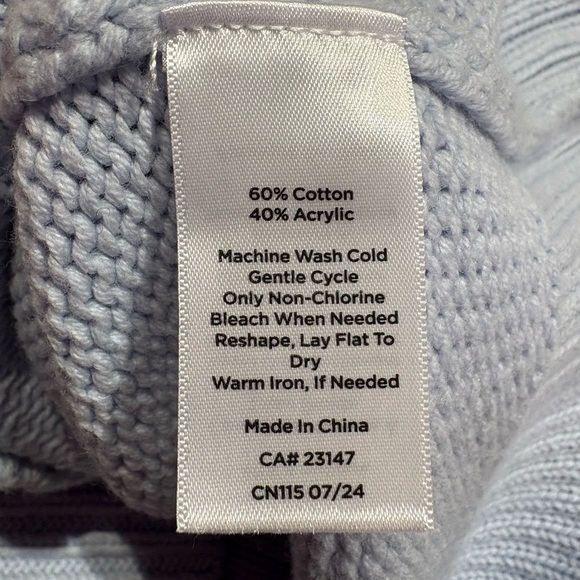 60% Cotton
40% Acrylic
Machine Wash Cold
Gentle Cycle
Only Non-Chlorine
Bleach When Needed
Reshape, Lay Flat To
Dry
Warm Iron, If Needed
Made In China
CA# 23147
CN115 07/24